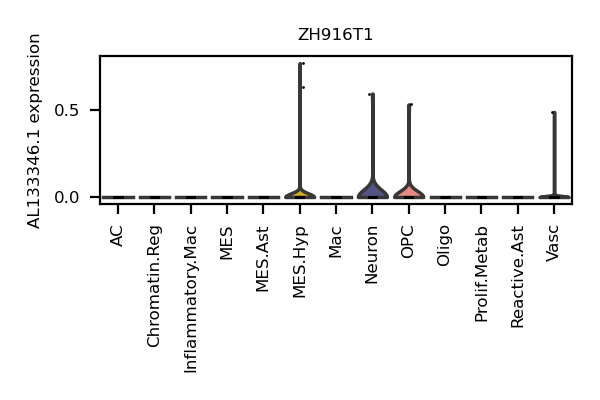 ZH916T1
AL133346.1 expression
0.5
0.0
AC
Chromatin.Reg
Inflammatory.Mac
MES
MES.Ast
MES.Hyp
Mac
Neuron
OPC
Oligo
Prolif.Metab
Reactive.Ast
Vasc